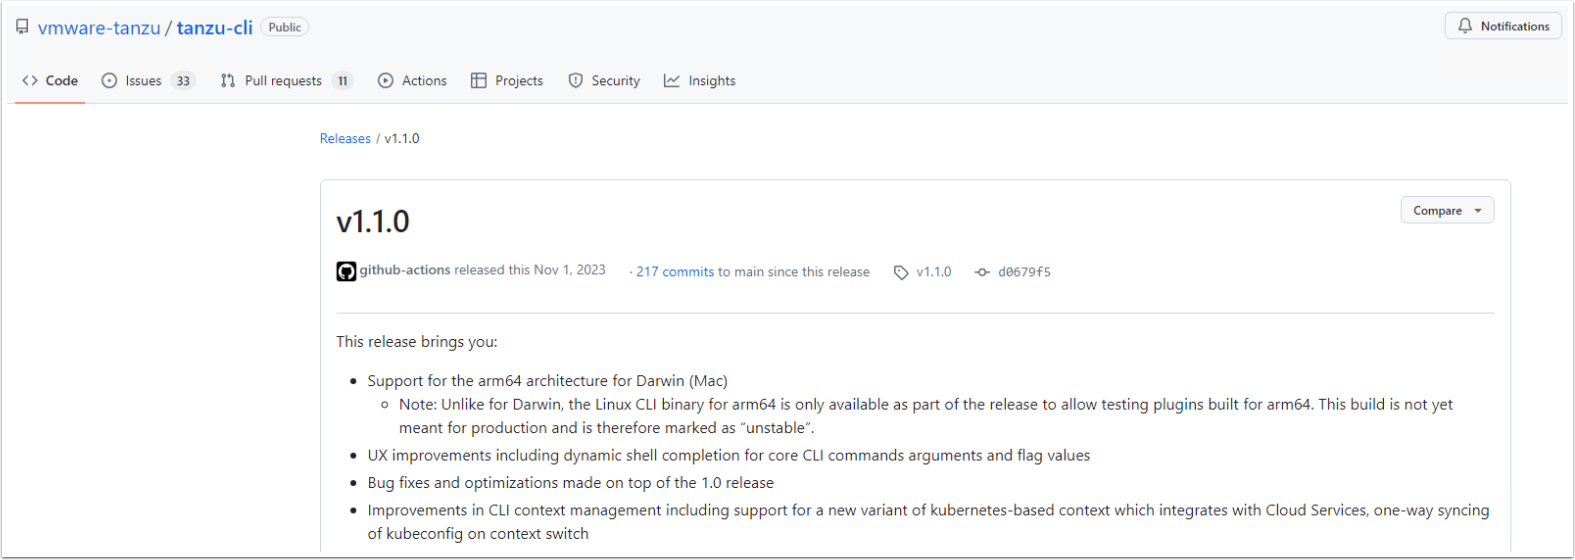 vmware-tanzu / tanzu-cli Public
Notifications
Code Issues 33 Pull requests 11 Actions Projects Security Insights
Releases / v1.1.0
v1.1.0
Compare
github-actions released this Nov 1, 2023 · 217 commits to main since this release v1.1.0 d0679f5
This release brings you:
• Support for the arm64 architecture for Darwin (Mac)
◦ Note: Unlike for Darwin, the Linux CLI binary for arm64 is only available as part of the release to allow testing plugins built for arm64. This build is not yet
meant for production and is therefore marked as “unstable”.
• UX improvements including dynamic shell completion for core CLI commands arguments and flag values
• Bug fixes and optimizations made on top of the 1.0 release
• Improvements in CLI context management including support for a new variant of kubernetes-based context which integrates with Cloud Services, one-way syncing
of kubeconfig on context switch